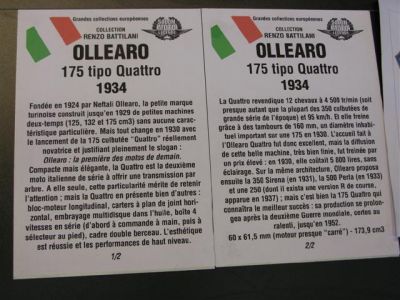 Grandes collections européennes
COLLECTION
RENZO BATTILANI
OLLEARO
175 tipo Quattro
1934
Fondée en 1924 par Neftali Ollearo, la petite marque
turinoise construit jusqu'en 1929 de petites machines
deux-temps (125, 132 et 175 cm3) sans aucune carac-
téristique particulière. Mais tout change en 1930 avec
le lancement de la 175 culbutée "Quattro" réellement
novatrice et justifiant pleinement le slogan :
Ollearo : la première des motos de demain.
Compacte mais élégante, la Quattro est la deuxième
moto italienne de série à offrir une transmission par
arbre. A elle seule, cette particularité mérite de retenir
l'attention ; mais la Quattro en présente bien d'autres :
bloc-moteur longitudinal, carters à plan de joint hori-
zontal, embrayage multidisque dans l'huile, boîte 4
vitesses en série (d'abord à commande à main, puis à
sélecteur au pied), cadre double berceau. L'esthétique
est réussie et les performances de haut niveau.
1/2
Grandes collections européennes
COLLECTION
RENZO BATTILANI
OLLEARO
175 tipo Quattro
1934
La Quattro revendique 12 chevaux à 4 500 tr/min (soit
presque autant que la plupart des 350 culbutées de
grande série de l'époque) et 95 km/h. Et elle freine
grâce à des tambours de 160 mm, un diamètre inhabi-
tuel important sur une 175 en 1930. L'accueil fait à
l'Ollearo Quattro fut donc excellent, mais la diffusion
de cette belle machine, très bien finie, fut freinée par
un prix élevé : en 1930, elle coûtait 5 800 lires, sans
éclairage. Sur la même architecture, Ollearo proposa
ensuite la 350 Sirena (en 1931), la 500 Perla (en 1933)
et une 250 (dont il exista une version R de course,
apparue en 1937) ; mais c'est bien la 175 Quattro qui
connaîtra le meilleur succès : sa production se prolon-
gea après la deuxième Guerre mondiale, certes au
ralenti, jusqu'en 1952.
60 x 61,5 mm (moteur presque "carré") - 173,9 cm3
2/2